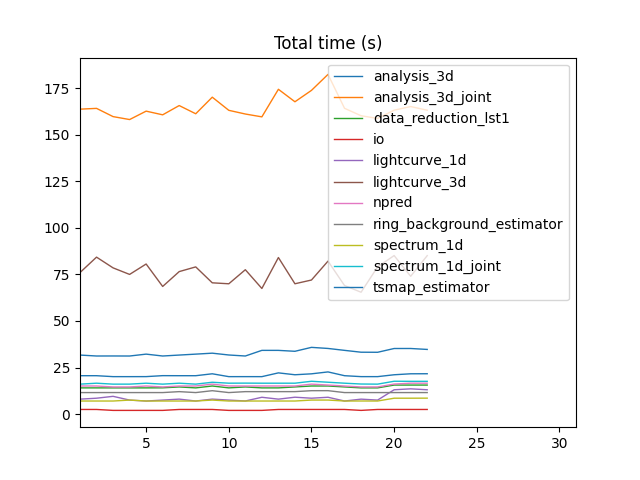 Total time (s)
175
150
125
100
75
50
25
0
analysis_3d
analysis_3d_joint
data_reduction_lst1
io
lightcurve_1d
lightcurve_3d
npred
ring_background_estimator
spectrum_1d
spectrum_1d_joint
tsmap_estimator
5 10 15 20 25 30